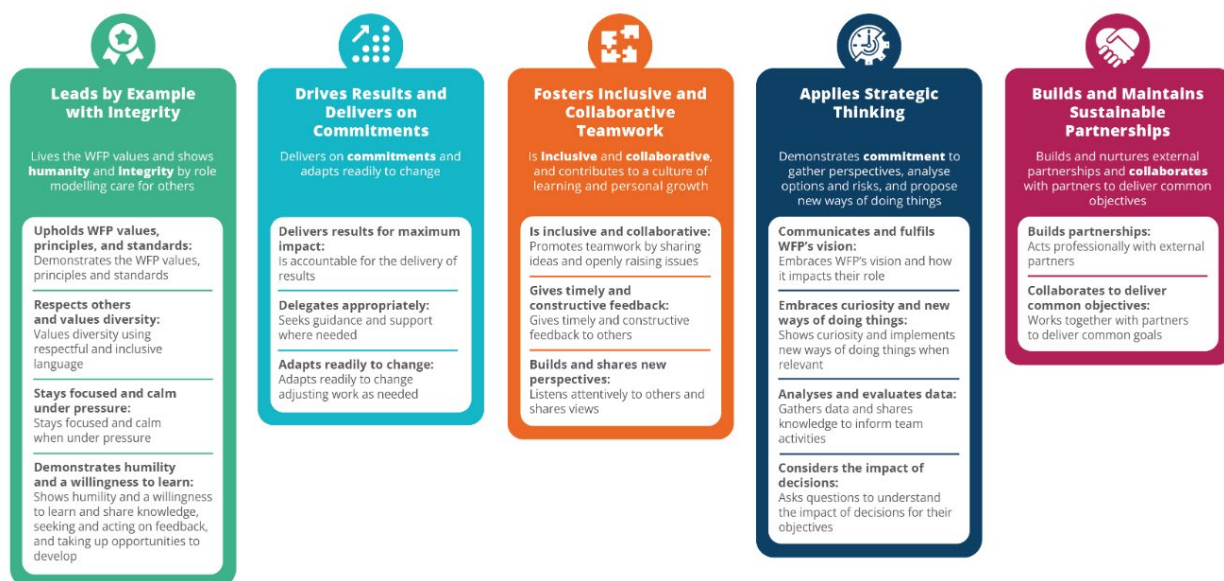 Leads by Example
with Integrity
Lives the WFP values and shows
humanity and integrity by role
modelling care for others
Upholds WFP values,
principles, and standards:
Demonstrates the WFP values,
principles and standards
Respects others
and values diversity:
Values diversity using
respectful and inclusive
language
Stays focused and calm
under pressure:
Stays focused and calm
when under pressure
Demonstrates humility
and a willingness to learn:
Shows humility and a willingness
to learn and share knowledge,
seeking and acting on feedback,
and taking up opportunities to
develop
Drives Results and
Delivers on
Commitments
Delivers on commitments and
adapts readily to change
Delivers results for maximum
impact:
Is accountable for the delivery of
results
Delegates appropriately:
Seeks guidance and support
where needed
Adapts readily to change:
Adapts readily to change
adjusting work as needed
Fosters Inclusive and
Collaborative
Teamwork
Is inclusive and collaborative,
and contributes to a culture of
learning and personal growth
Is inclusive and collaborative:
Promotes teamwork by sharing
ideas and openly raising issues
Gives timely and
constructive feedback:
Gives timely and constructive
feedback to others
Builds and shares new
perspectives:
Listens attentively to others and
shares views
Applies Strategic
Thinking
Demonstrates commitment to
gather perspectives, analyse
options and risks, and propose
new ways of doing things
Communicates and fulfils
WFP's vision:
Embraces WFP's vision and how
it impacts their role
Embraces curiosity and new
ways of doing things:
Shows curiosity and implements
new ways of doing things when
relevant
Analyses and evaluates data:
Gathers data and shares
knowledge to inform team
activities
Considers the impact of
decisions:
Asks questions to understand
the impact of decisions for their
objectives
Builds and Maintains
Sustainable
Partnerships
Builds and nurtures external
partnerships and collaborates
with partners to deliver common
objectives
Builds partnerships:
Acts professionally with external
partners
Collaborates to deliver
common objectives:
Works together with partners
to deliver common goals